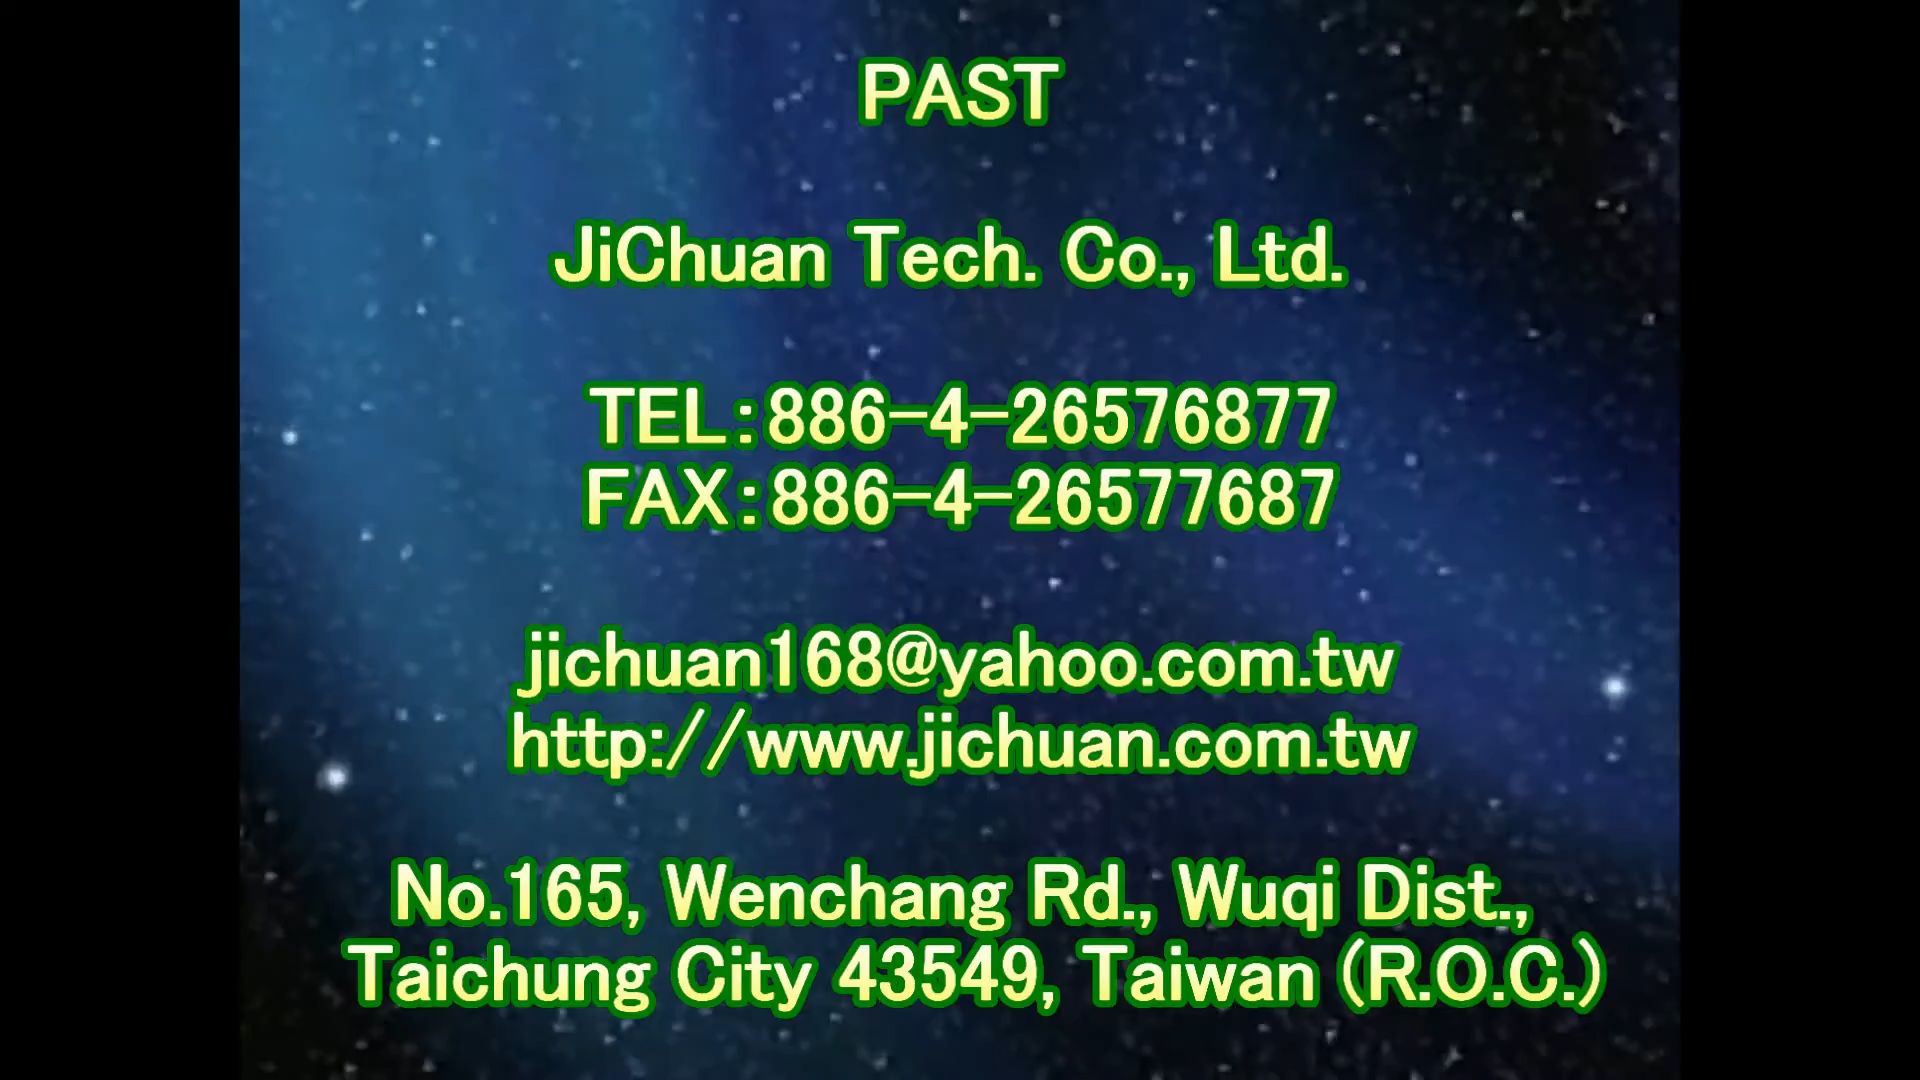 PAST
JiChuan Tech. Co., Ltd.
TEL:886-4-26576877
FAX:886-4-26577687
jichuan168@yahoo.com.tw
http://www.jichuan.com.tw
No.165, Wenchang Rd., Wuqi Dist.,
Taichung City 43549, Taiwan (R.O.C.)